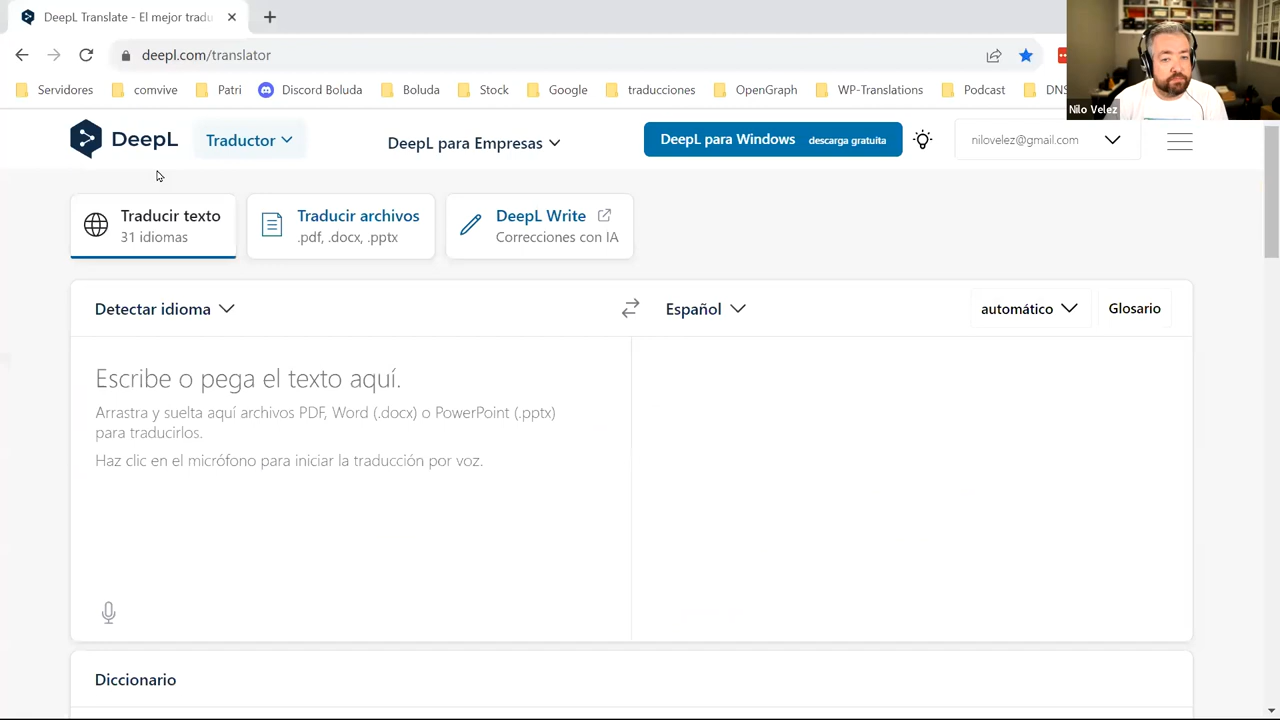 DeepL Translate - El mejor tradu
deepl.com/translator
Servidores
comvive
Patri
Discord Boluda
Boluda
Stock
Google
traducciones
OpenGraph
WP-Translations
Podcast
DNS
Nilo Velez
DeepL
Traductor
DeepL para Empresas
DeepL para Windows descarga gratuita
nilovelez@gmail.com
Traducir texto
31 idiomas
Traducir archivos
.pdf, .docx, .pptx
DeepL Write
Correcciones con IA
Detectar idioma
Español
automático
Glosario
Escribe o pega el texto aquí.
Arrastra y suelta aquí archivos PDF, Word (.docx) o PowerPoint (.pptx)
para traducirlos.
Haz clic en el micrófono para iniciar la traducción por voz.
Diccionario